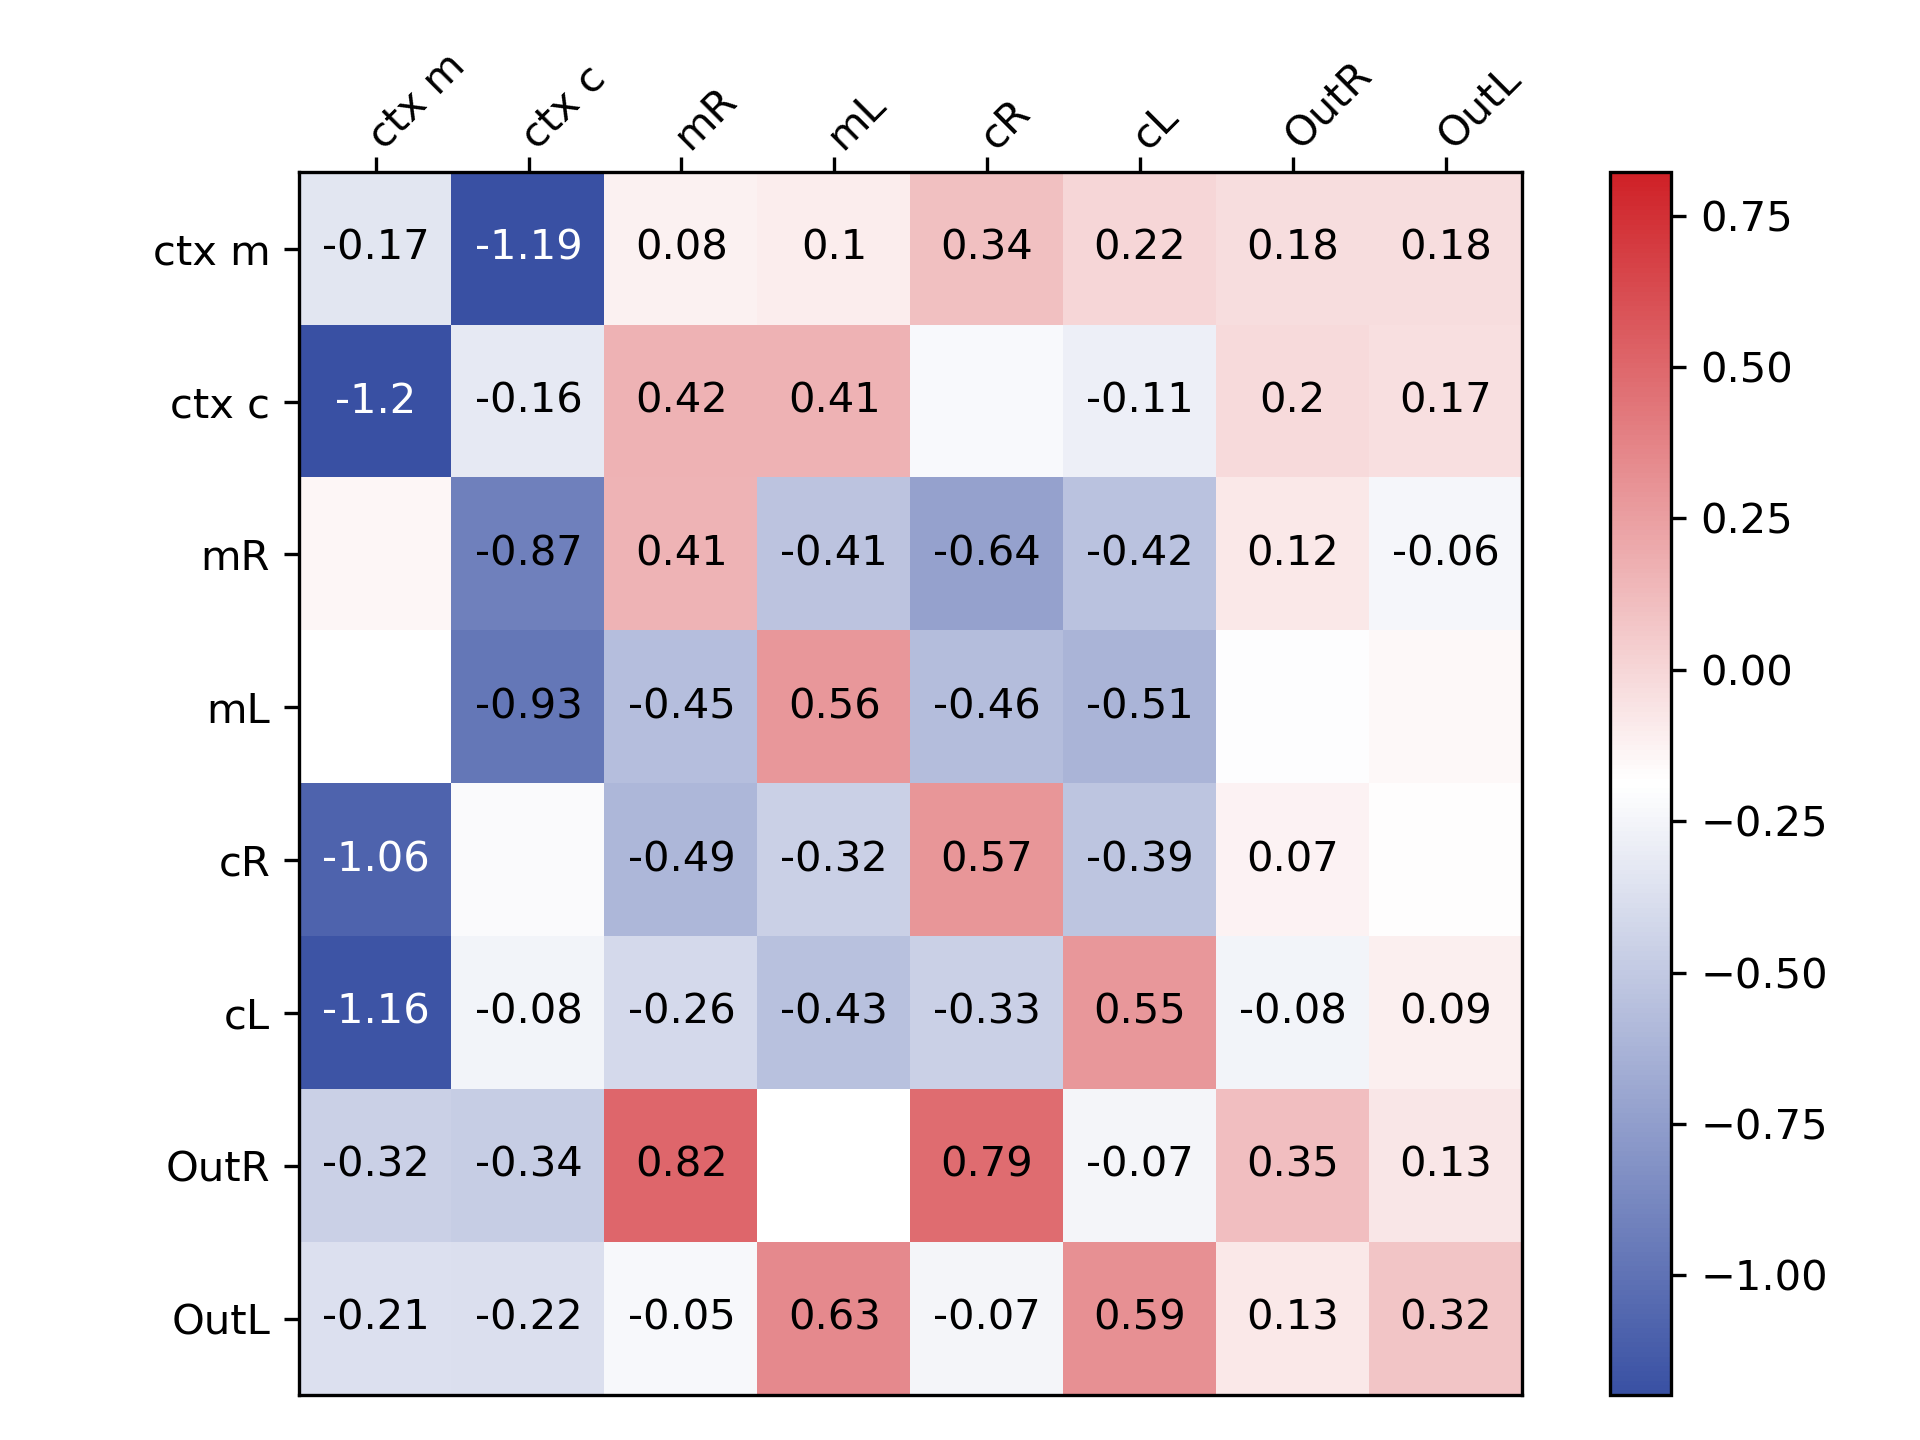 ctx m ctx c mR mL cR cL OutR OutL
ctx m -0.17 -1.19 0.08 0.1 0.34 0.22 0.18 0.18
ctx c -1.2 -0.16 0.42 0.41 -0.11 0.2 0.17
mR -0.87 0.41 -0.41 -0.64 -0.42 0.12 -0.06
mL -0.93 -0.45 0.56 -0.46 -0.51
cR -1.06 -0.49 -0.32 0.57 -0.39 0.07
cL -1.16 -0.08 -0.26 -0.43 -0.33 0.55 -0.08 0.09
OutR -0.32 -0.34 0.82 0.79 -0.07 0.35 0.13
OutL -0.21 -0.22 -0.05 0.63 -0.07 0.59 0.13 0.32
0.75
0.50
0.25
0.00
−0.25
−0.50
−0.75
−1.00